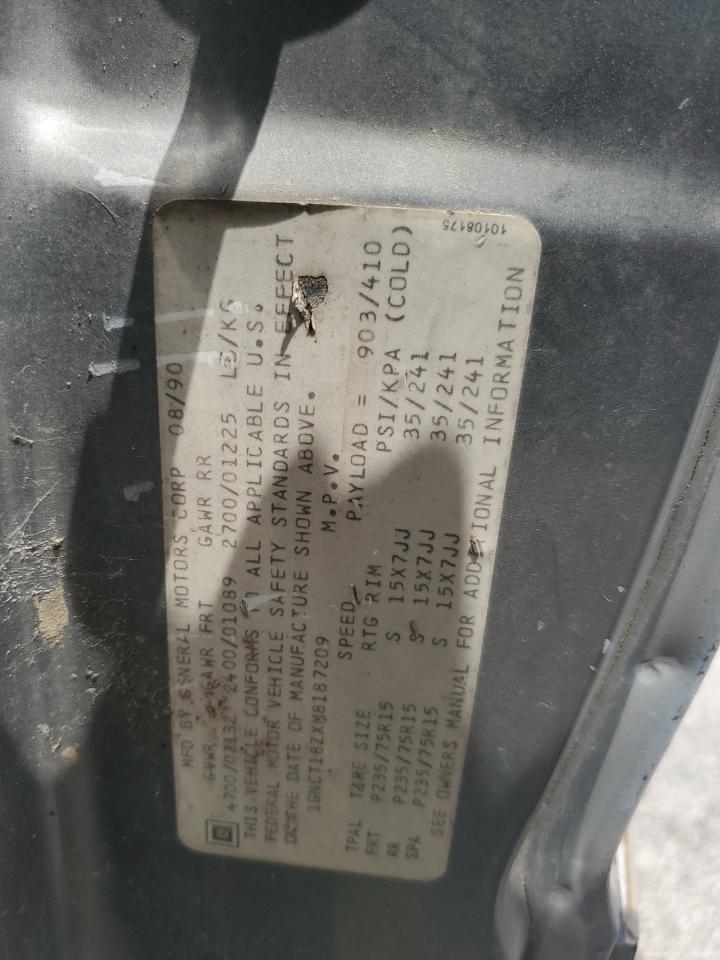 MFD BY GENERAL MOTORS CORP 08/90
GVWR GAWR FRT GAWR RR
4700/02132 2400/01089 2700/01225 LB/KG
THIS VEHICLE CONFORMS TO ALL APPLICABLE U.S.
FEDERAL MOTOR VEHICLE SAFETY STANDARDS IN EFFECT
ON THE DATE OF MANUFACTURE SHOWN ABOVE.
1GNCT18ZXM8187209 M.P.V.
SPEED PAYLOAD = 903/410
TPAL TIRE SIZE RTG RIM PSI/KPA (COLD)
FRT P235/75R15 S 15X7JJ 35/241
RR P235/75R15 S 15X7JJ 35/241
SPA P235/75R15 S 15X7JJ 35/241
SEE OWNERS MANUAL FOR ADDITIONAL INFORMATION
10108175
GM